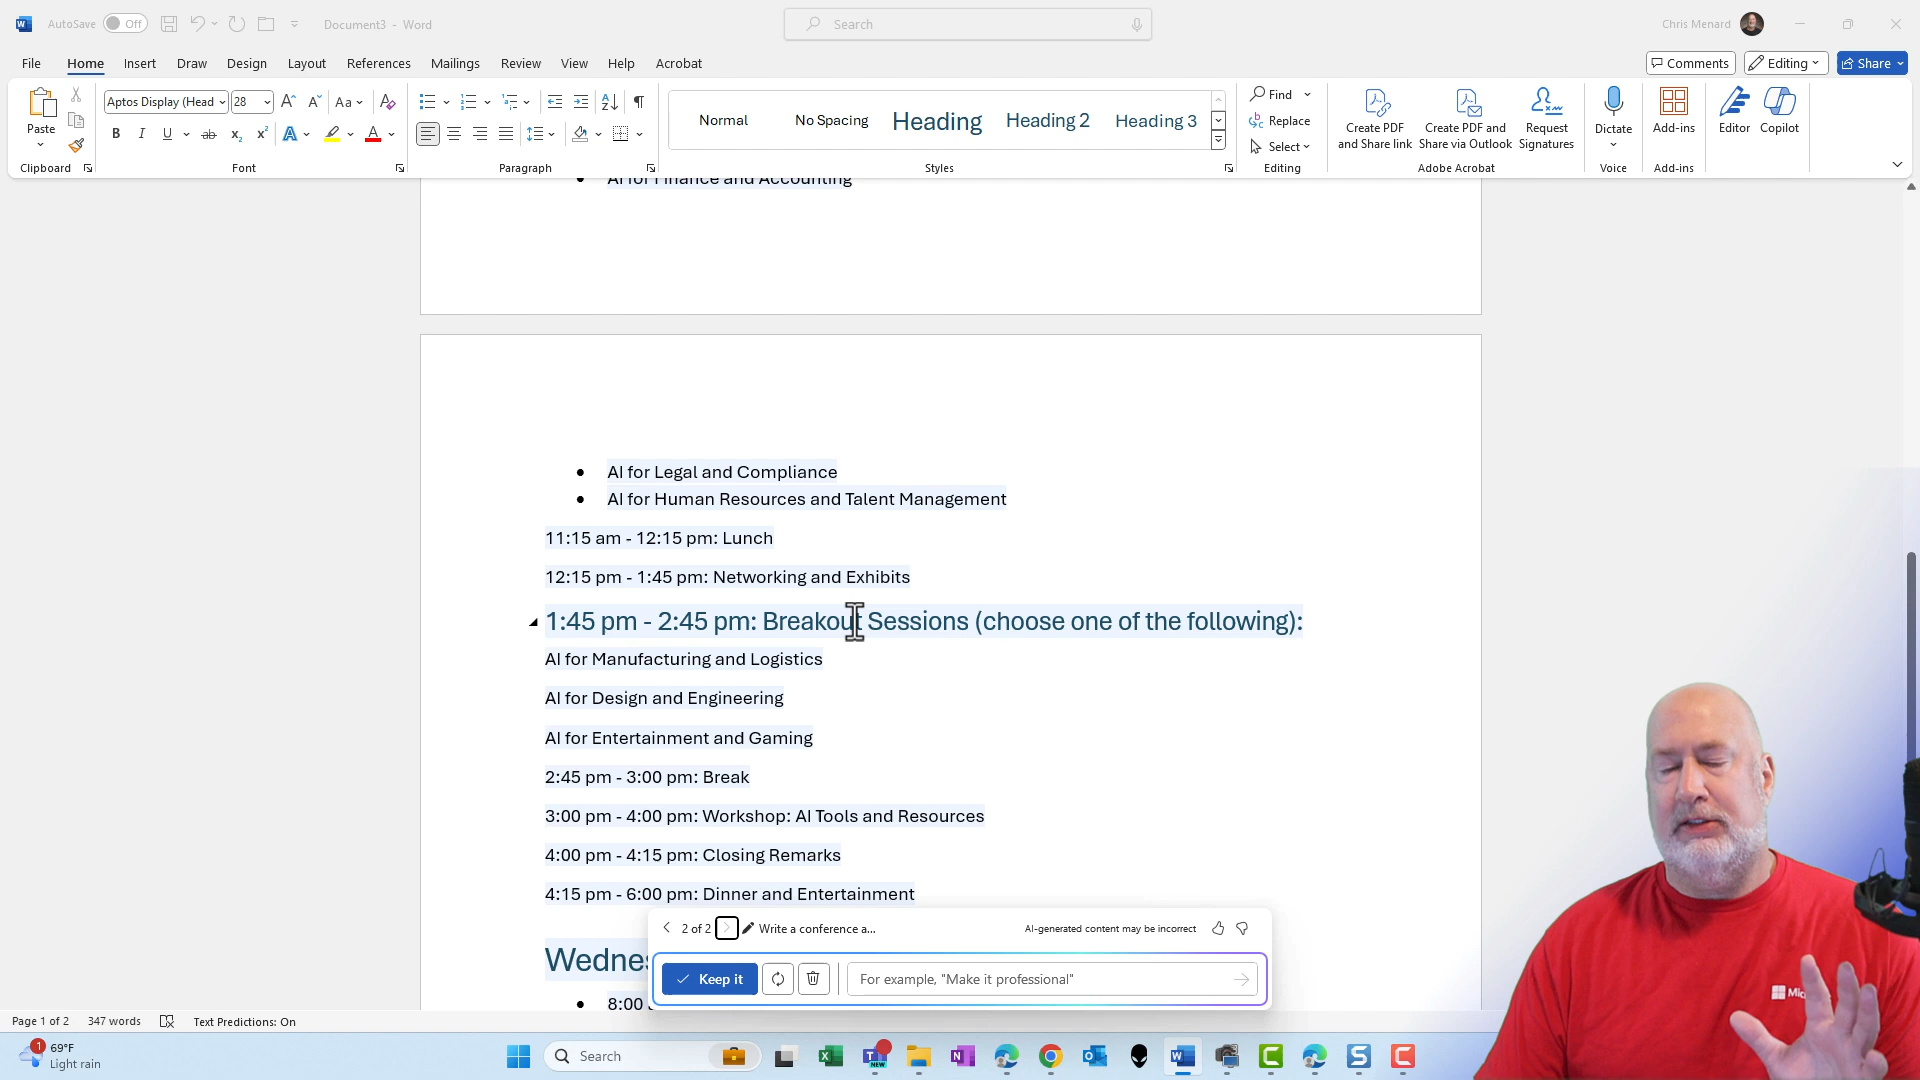 AutoSave Off Document3 - Word Search Chris Menard
File Home Insert Draw Design Layout References Mailings Review View Help Acrobat Comments Editing Share
Paste Aptos Display (Head 28 Aa Normal No Spacing Heading Heading 2 Heading 3 Find Replace Select
Create PDF and Share link
Create PDF and Share via Outlook
Request Signatures
Dictate Add-ins Editor Copilot
Clipboard Font Paragraph Styles Editing Adobe Acrobat Voice Add-ins
AI for Finance and Accounting
AI for Legal and Compliance
AI for Human Resources and Talent Management
11:15 am - 12:15 pm: Lunch
12:15 pm - 1:45 pm: Networking and Exhibits
1:45 pm - 2:45 pm: Breakout Sessions (choose one of the following):
AI for Manufacturing and Logistics
AI for Design and Engineering
AI for Entertainment and Gaming
2:45 pm - 3:00 pm: Break
3:00 pm - 4:00 pm: Workshop: AI Tools and Resources
4:00 pm - 4:15 pm: Closing Remarks
4:15 pm - 6:00 pm: Dinner and Entertainment
2 of 2 Write a conference a... AI-generated content may be incorrect
Wednes
Keep it For example, "Make it professional"
8:00
Page 1 of 2 347 words Text Predictions: On
1 69°F
Light rain
Search
NEW